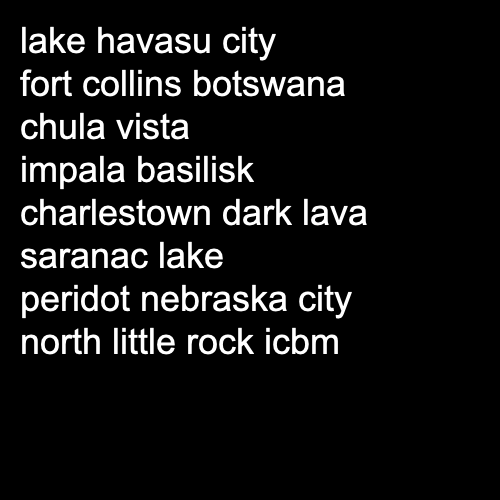 lake havasu city
fort collins botswana
chula vista
impala basilisk
charlestown dark lava
saranac lake
peridot nebraska city
north little rock icbm